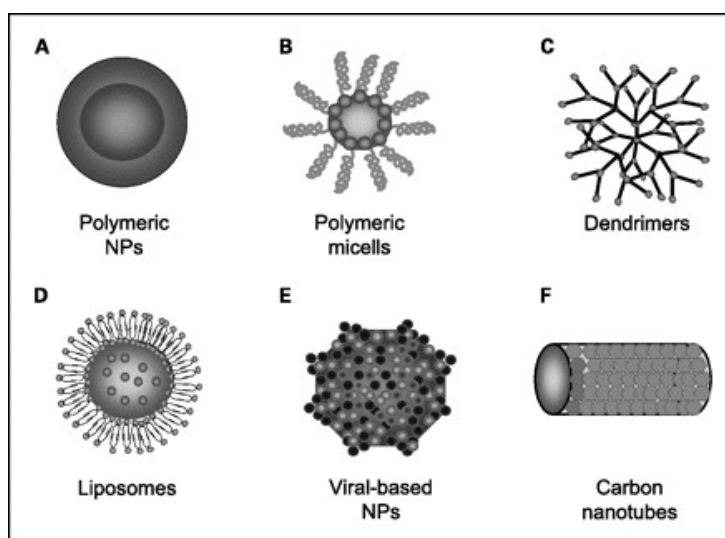 A
B
C
Polymeric
NPs
Polymeric
micells
Dendrimers
D
E
F
Liposomes
Viral-based
NPs
Carbon
nanotubes